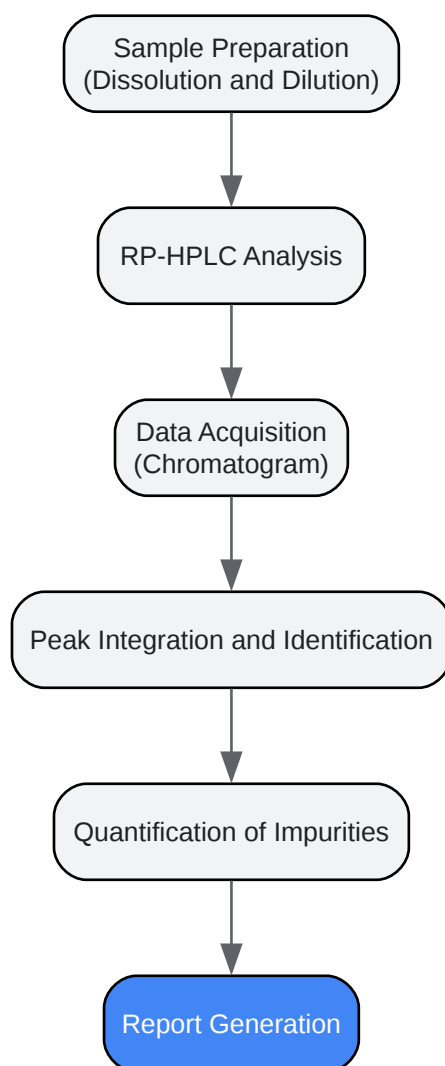 Sample Preparation
(Dissolution and Dilution)
RP-HPLC Analysis
Data Acquisition
(Chromatogram)
Peak Integration and Identification
Quantification of Impurities
Report Generation